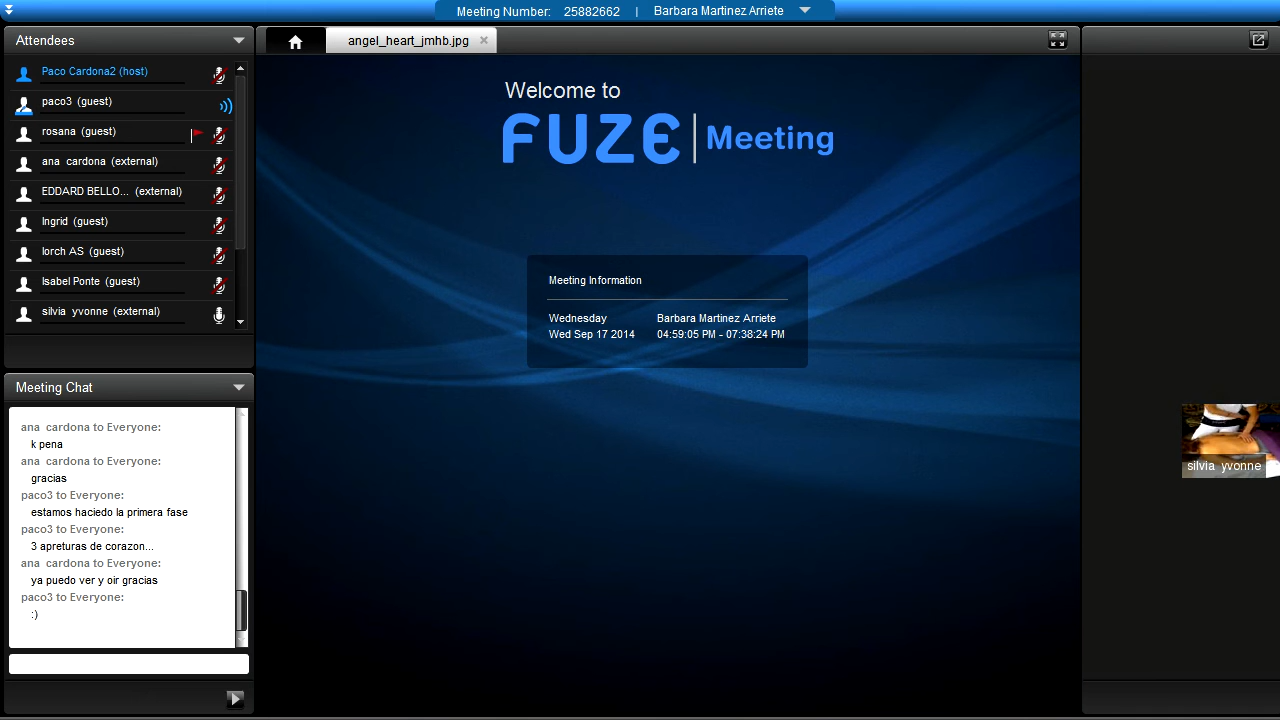 Meeting Number: 25882662 | Barbara Martinez Arriete
Attendees
angel_heart_jmhb.jpg
Paco Cardona2 (host)
paco3 (guest)
rosana (guest)
ana cardona (external)
EDDARD BELLO... (external)
Ingrid (guest)
lorch AS (guest)
Isabel Ponte (guest)
silvia yvonne (external)
Welcome to
FUZE | Meeting
Meeting Information
Wednesday Barbara Martinez Arriete
Wed Sep 17 2014 04:59:05 PM - 07:38:24 PM
Meeting Chat
ana cardona to Everyone:
k pena
ana cardona to Everyone:
gracias
paco3 to Everyone:
estamos haciedo la primera fase
paco3 to Everyone:
3 apreturas de corazon...
ana cardona to Everyone:
ya puedo ver y oir gracias
paco3 to Everyone:
:)
silvia yvonne